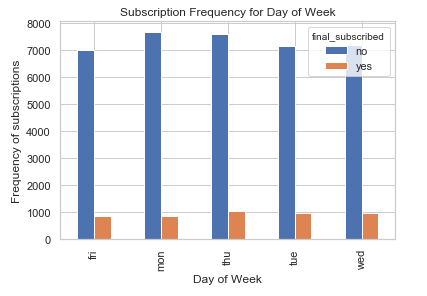 Subscription Frequency for Day of Week
8000
7000
6000
5000
4000
3000
2000
1000
0
Frequency of subscriptions
final_subscribed
no
yes
fri
mon
thu
tue
wed
Day of Week